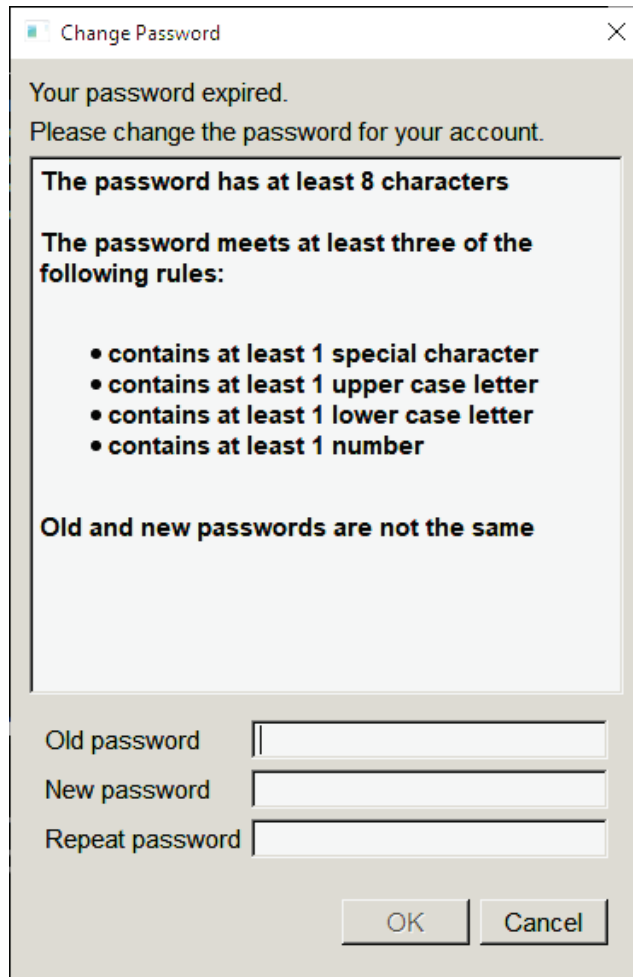 Change Password
Your password expired.
Please change the password for your account.
The password has at least 8 characters
The password meets at least three of the
following rules:
• contains at least 1 special character
• contains at least 1 upper case letter
• contains at least 1 lower case letter
• contains at least 1 number
Old and new passwords are not the same
Old password
New password
Repeat password
OK Cancel